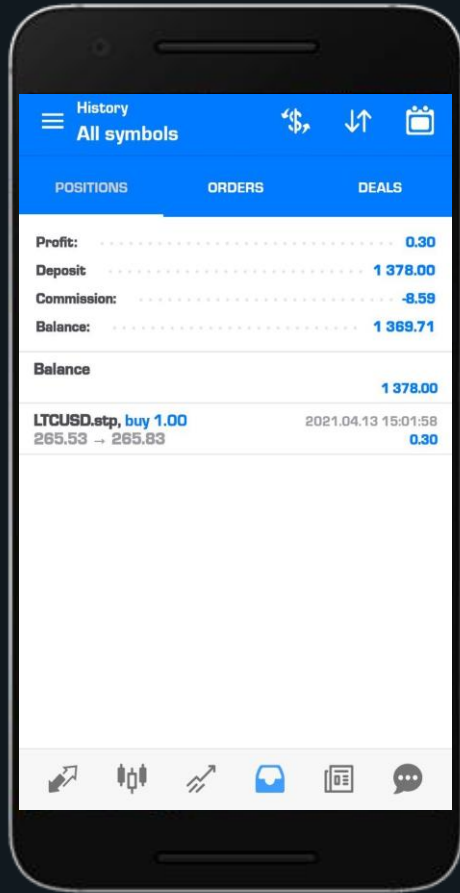 History
All symbols
POSITIONS ORDERS DEALS
Profit: 0.30
Deposit 1 378.00
Commission: -8.59
Balance: 1 369.71
Balance
1 378.00
LTCUSD.stp, buy 1.00 2021.04.13 15:01:58
265.53 → 265.83 0.30